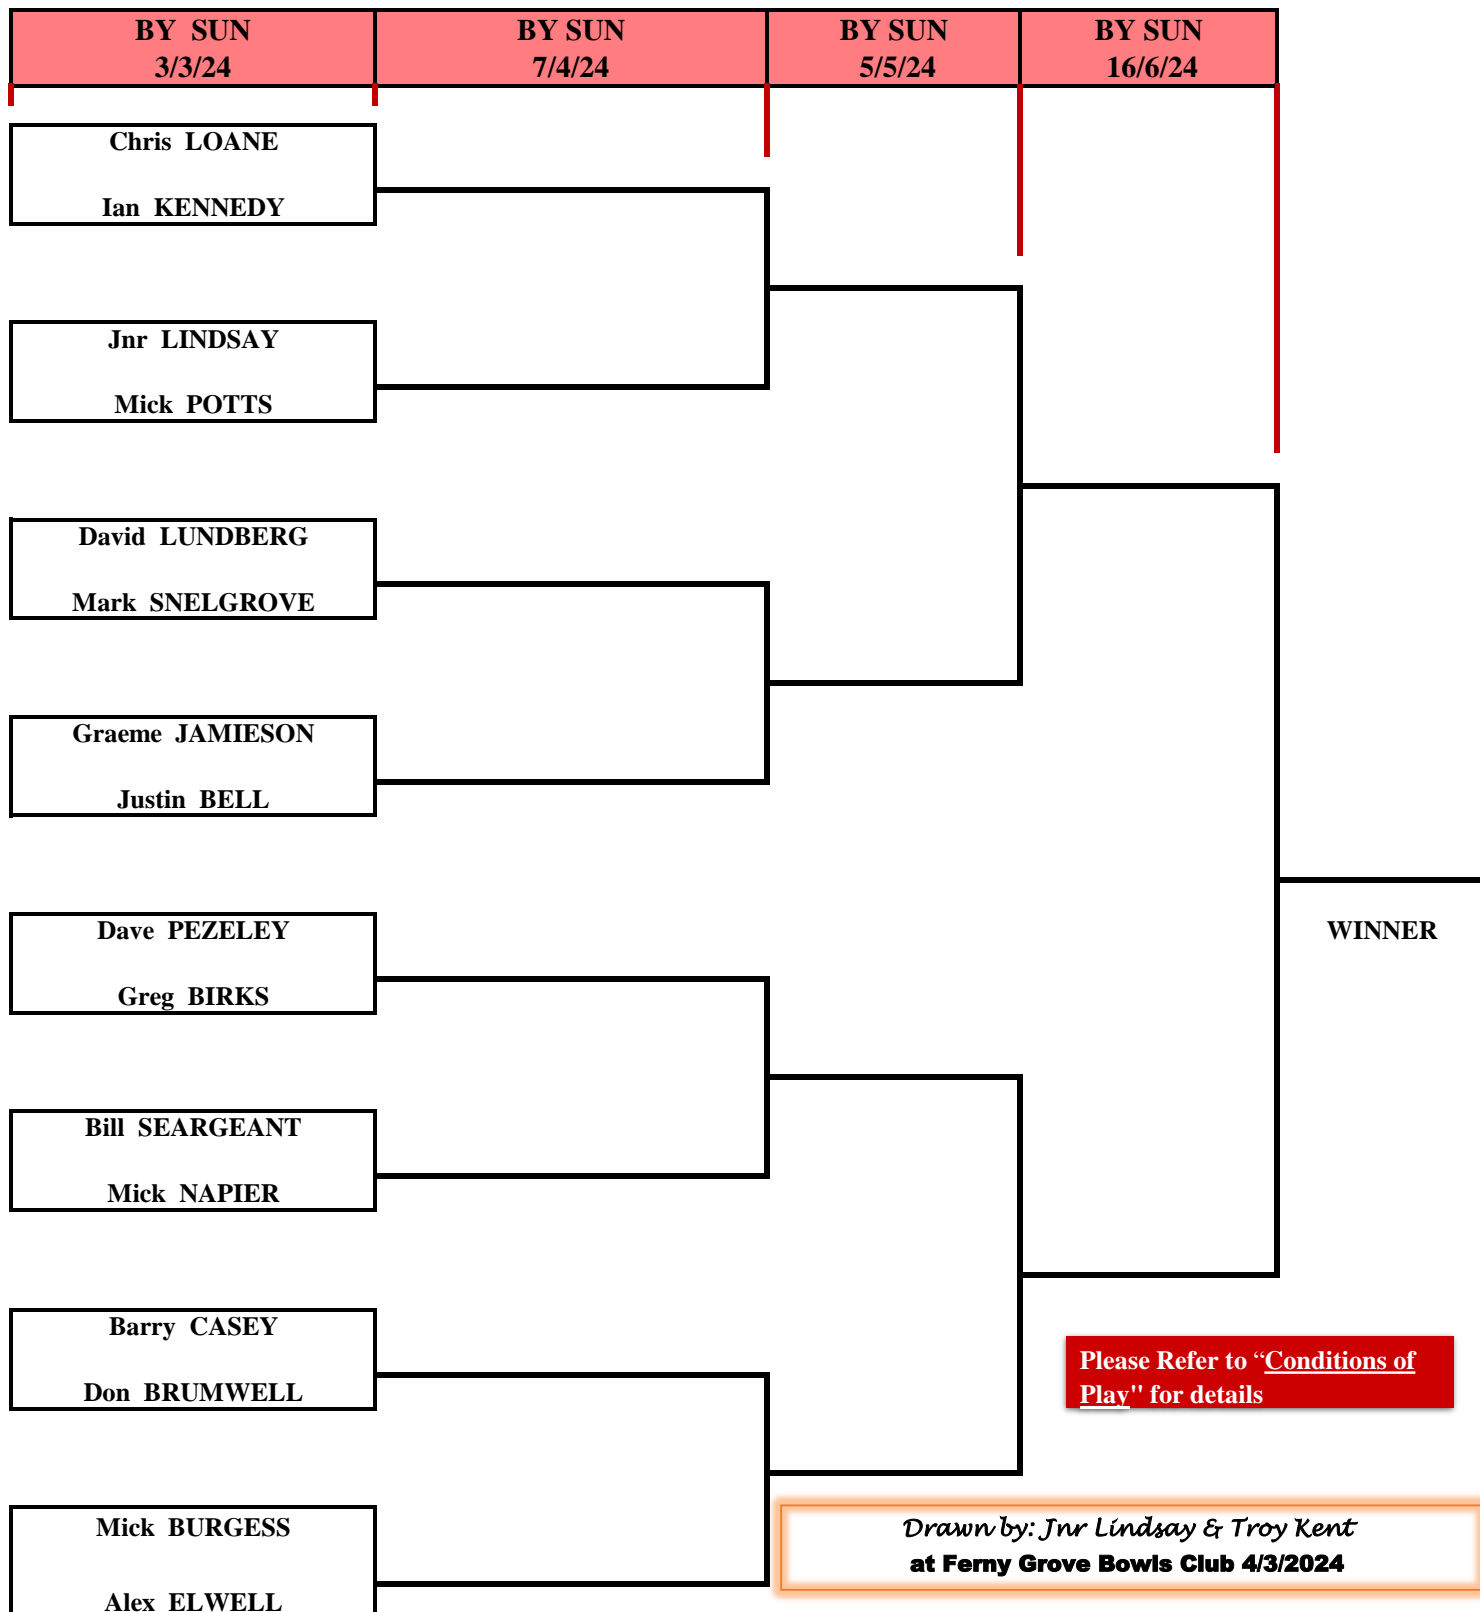 BY SUN BY SUN BY SUN BY SUN
3/3/24 7/4/24 5/5/24 16/6/24
Chris LOANE
Ian KENNEDY
Jnr LINDSAY
Mick POTTS
David LUNDBERG
Mark SNELGROVE
Graeme JAMIESON
Justin BELL
Dave PEZELEY
WINNER
Greg BIRKS
Bill SEARGEANT
Mick NAPIER
Barry CASEY
Don BRUMWELL
Please Refer to “Conditions of
Play" for details
Mick BURGESS
Alex ELWELL
Drawn by: Jnr Lindsay & Troy Kent
at Ferny Grove Bowls Club 4/3/2024